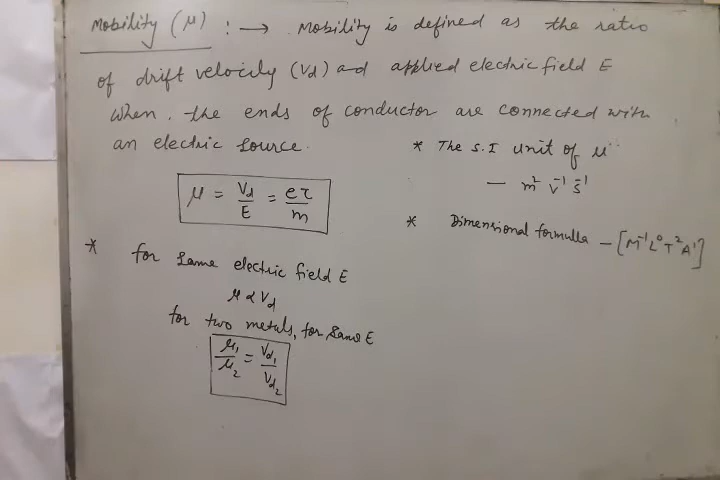 Mobility (μ) : → Mobility is defined as the ratio
of drift velocily (Vd) and applied electric field E
when, the ends of conductor are connected with
an electric source.
* The S.I unit of μ
— m² V⁻¹ S⁻¹
μ = Vd/E = eτ/m
* Dimensional formulla – [M⁻¹L⁰T²A¹]
* for same electric field E
μ α Vd
for two metals, for same E
μ₁/μ₂ = Vd₁/Vd₂